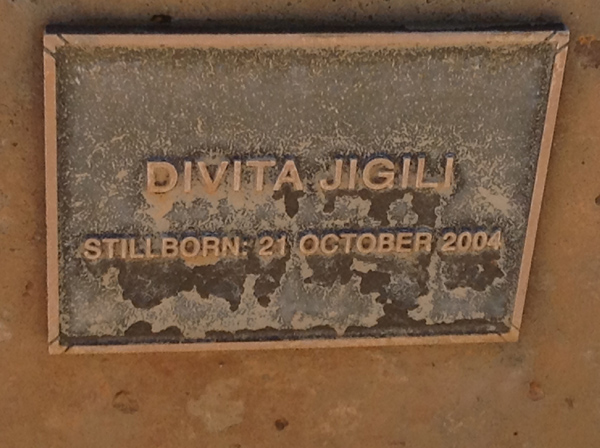 DIVITA JIGILI
STILLBORN: 21 OCTOBER 2004